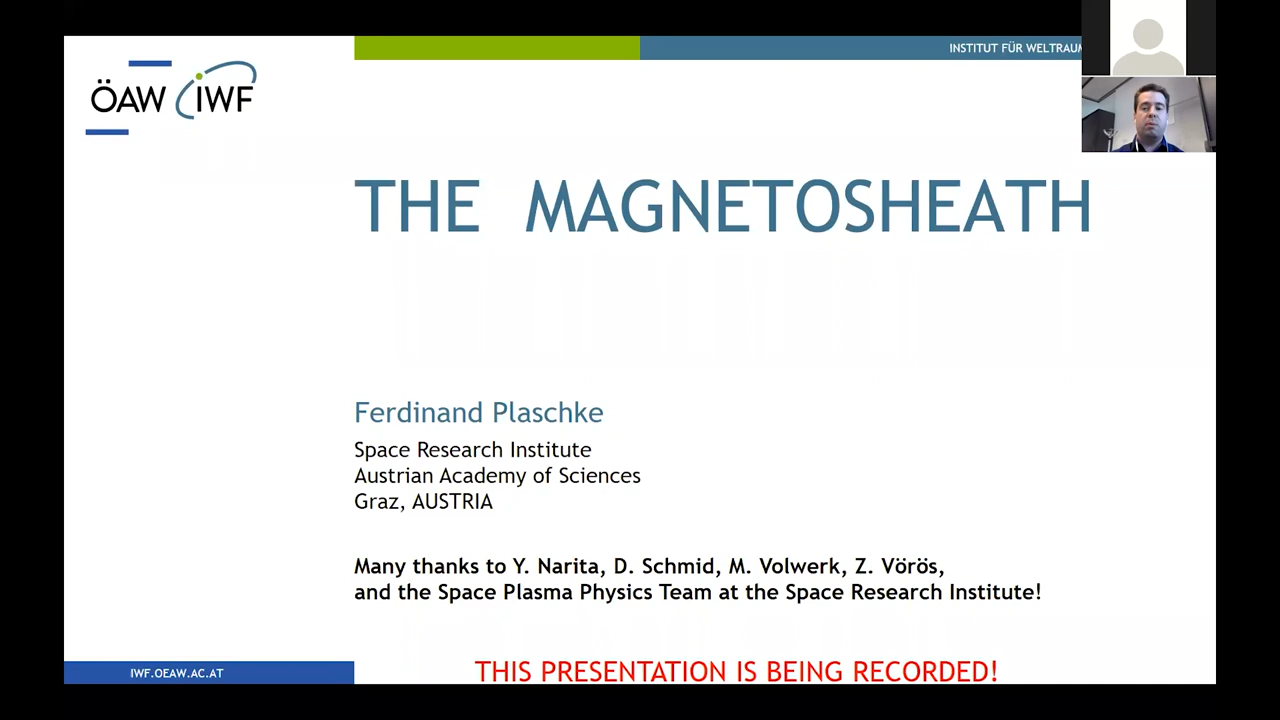 INSTITUT FÜR WELTRAUM
ÖAW IWF
THE MAGNETOSHEATH
Ferdinand Plaschke
Space Research Institute
Austrian Academy of Sciences
Graz, AUSTRIA
Many thanks to Y. Narita, D. Schmid, M. Volwerk, Z. Vörös,
and the Space Plasma Physics Team at the Space Research Institute!
IWF.OEAW.AC.AT
THIS PRESENTATION IS BEING RECORDED!